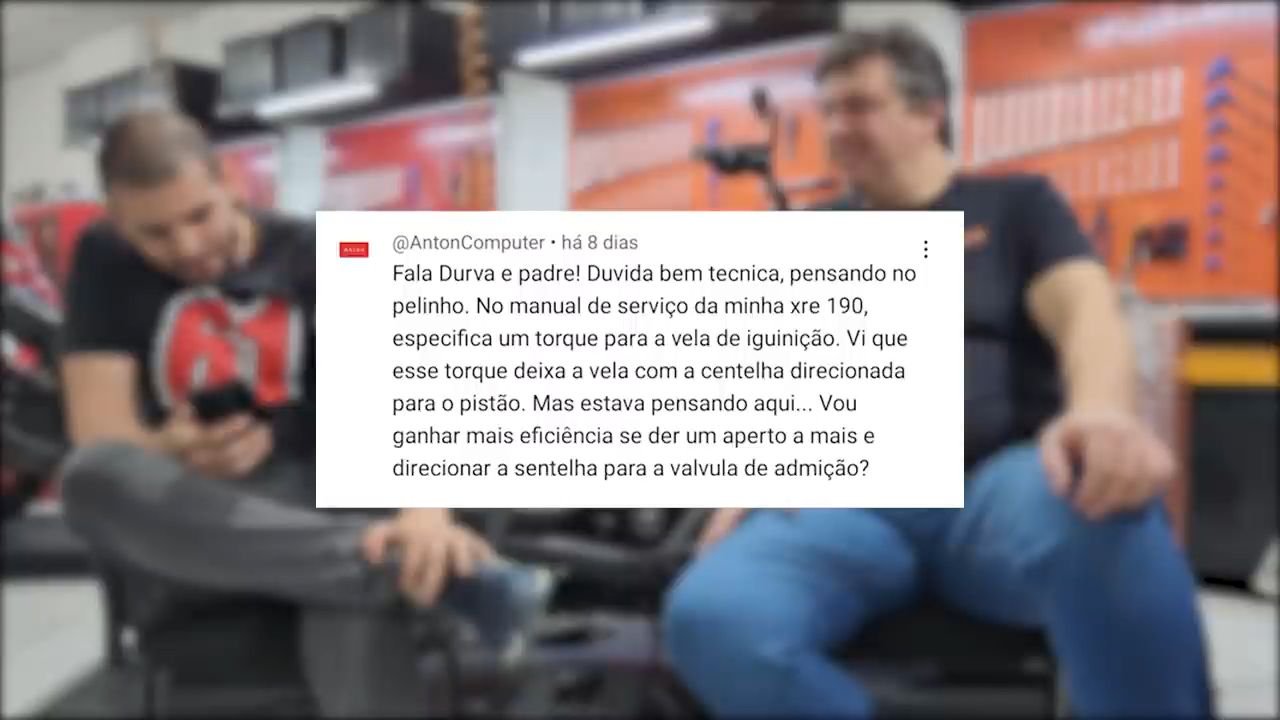 @AntonComputer • há 8 dias
Fala Durva e padre! Duvida bem tecnica, pensando no
pelinho. No manual de serviço da minha xre 190,
especifica um torque para a vela de iguinição. Vi que
esse torque deixa a vela com a centelha direcionada
para o pistão. Mas estava pensando aqui... Vou
ganhar mais eficiência se der um aperto a mais e
direcionar a sentelha para a valvula de admição?
61